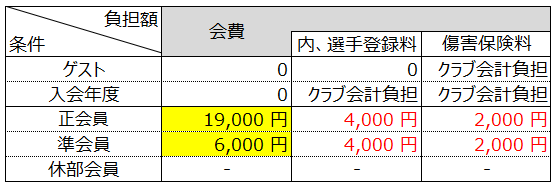 負担額
条件
会費
内、選手登録料
傷害保険料
ゲスト 0 0 クラブ会計負担
入会年度 0 クラブ会計負担 クラブ会計負担
正会員 19,000 円 4,000 円 2,000 円
準会員 6,000 円 4,000 円 2,000 円
休部会員 - - -